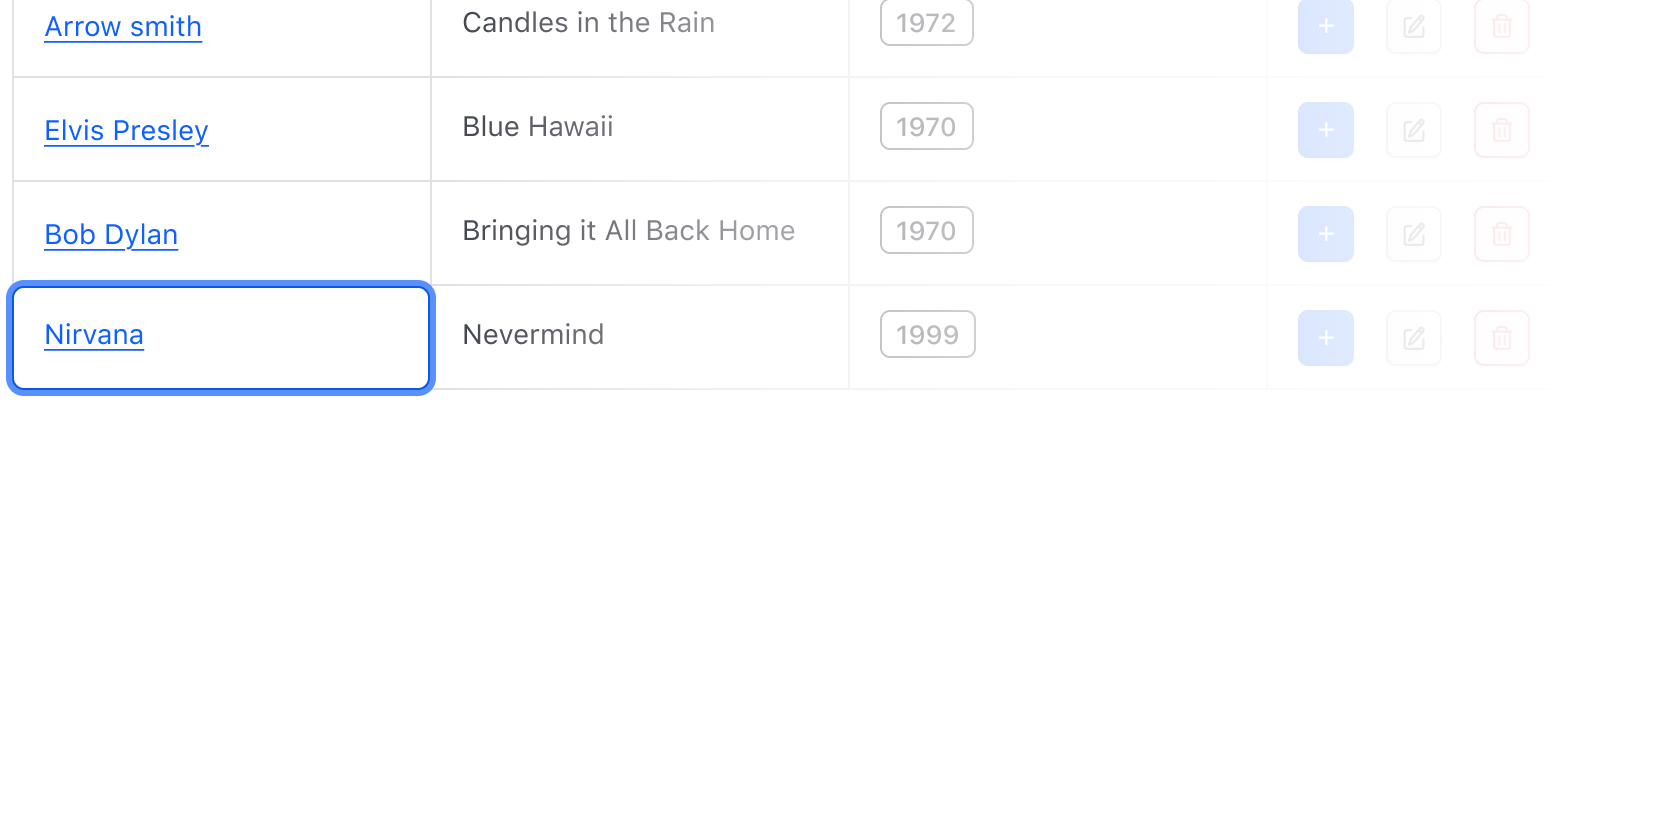 Arrow smith Candles in the Rain 1972
Elvis Presley Blue Hawaii 1970
Bob Dylan Bringing it All Back Home 1970
Nirvana Nevermind 1999